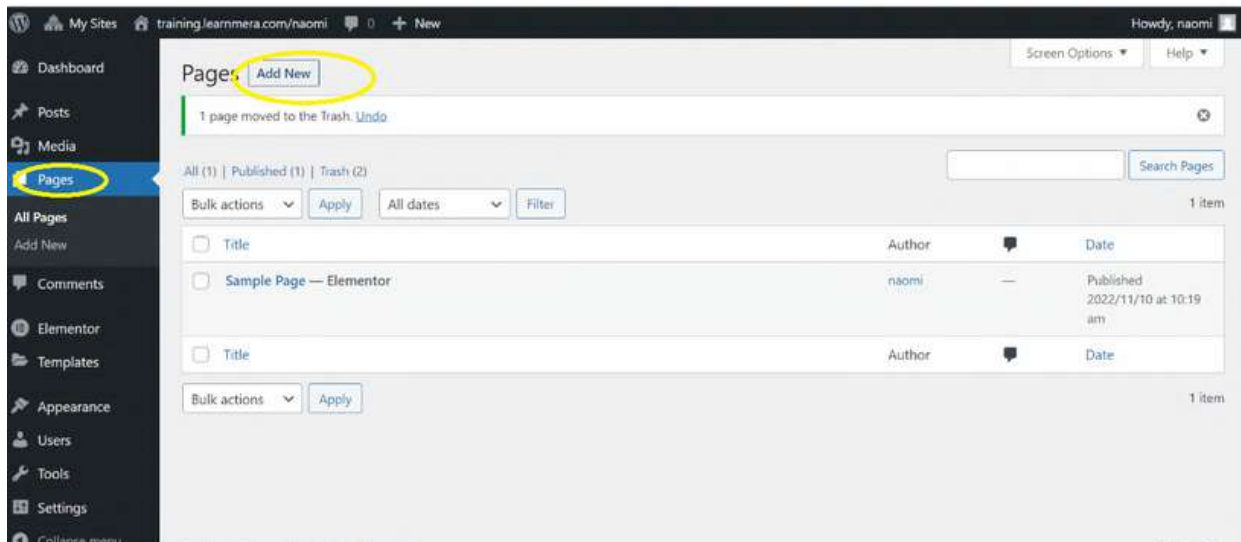 My Sites training.learnmera.com/naomi 0 + New Howdy, naomi
Screen Options Help
Dashboard
Posts
Media
Pages
All Pages
Add New
Comments
Elementor
Templates
Appearance
Users
Tools
Settings
Collapse menu
Pages Add New
1 page moved to the Trash. Undo
All (1) | Published (1) | Trash (2)
Search Pages
Bulk actions Apply All dates Filter 1 item
Title Author Date
Sample Page — Elementor naomi — Published
2022/11/10 at 10:19
am
Title Author Date
Bulk actions Apply 1 item